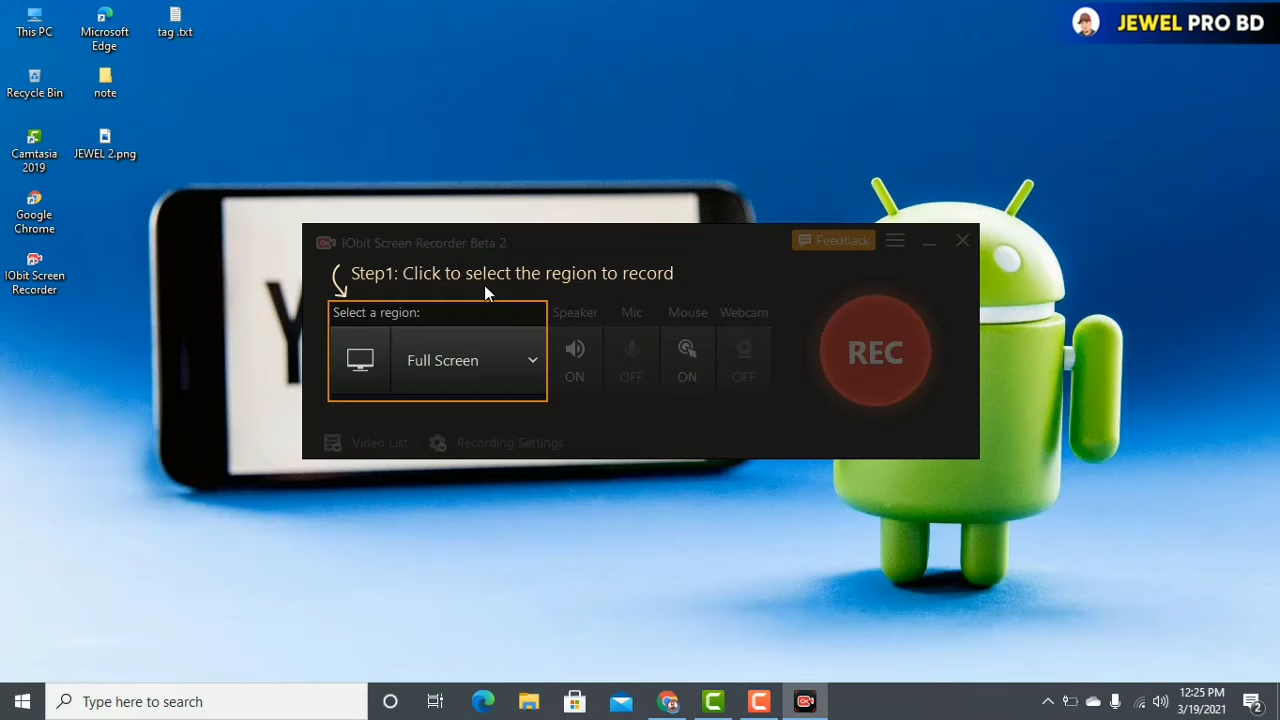 This PC
Microsoft
Edge
tag .txt
JEWEL PRO BD
Recycle Bin
note
Camtasia
2019
JEWEL 2.png
Google
Chrome
IObit Screen
Recorder
Y
IObit Screen Recorder Beta 2
Feedback
Step1: Click to select the region to record
Select a region:
Speaker
Mic
Mouse
Webcam
Full Screen
ON
OFF
ON
OFF
REC
Video List
Recording Settings
Type here to search
12:25 PM
3/19/2021
2